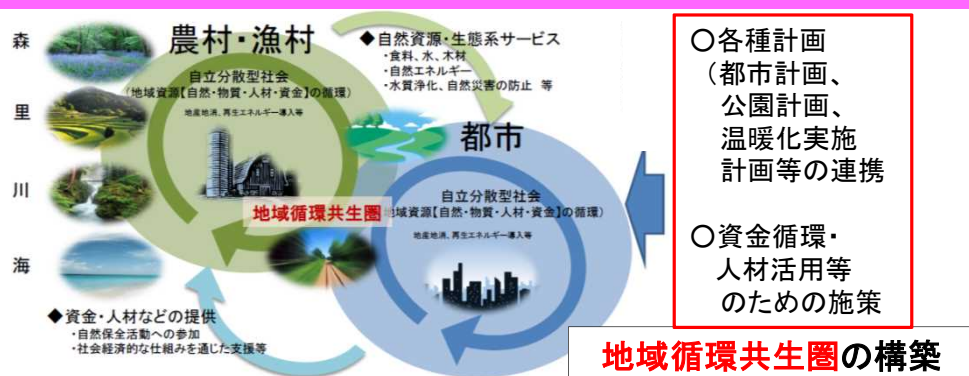 森
里
川
海
農村・漁村
自立分散型社会
(地域資源【自然・物質・人材・資金】の循環)
地産地消、再生エネルギー導入等
◆自然資源・生態系サービス
・食料、水、木材
・自然エネルギー
・水質浄化、自然災害の防止 等
都市
自立分散型社会
地域資源【自然・物質・人材・資金】の循環)
地産地消、再生エネルギー導入等
地域循環共生圏
◆資金・人材などの提供
・自然保全活動への参加
・社会経済的な仕組みを通じた支援等
〇各種計画
(都市計画、
公園計画、
温暖化実施
計画等の連携
〇資金循環・
人材活用等
のための施策
地域循環共生圏の構築